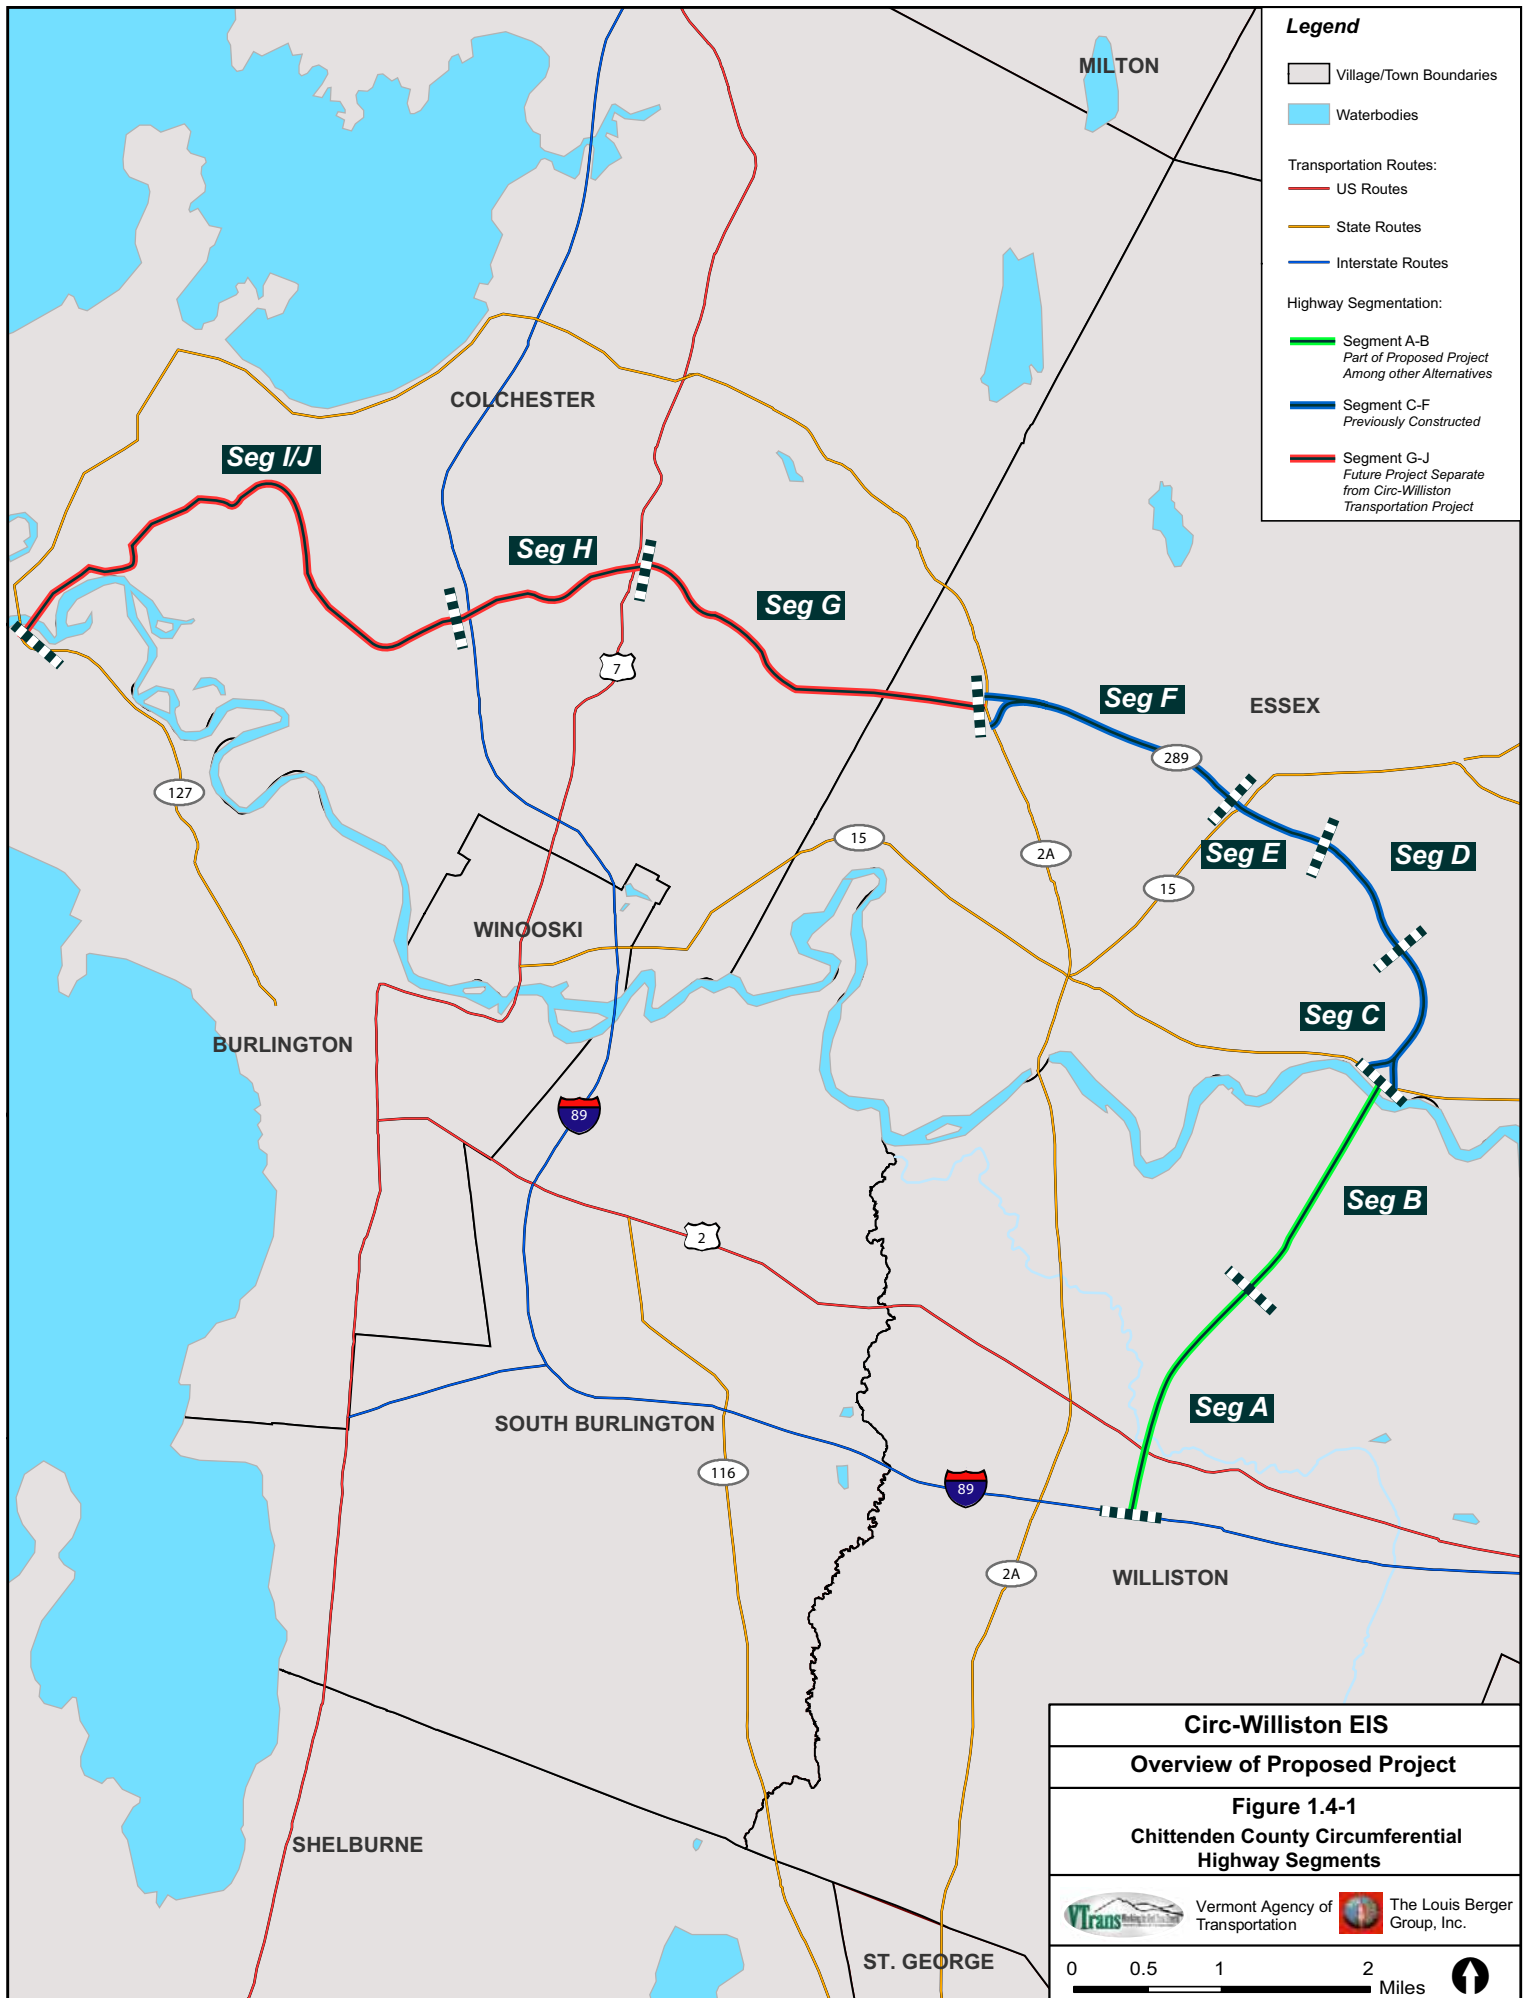 Legend
Village/Town Boundaries
Waterbodies
Transportation Routes:
US Routes
State Routes
Interstate Routes
Highway Segmentation:
Segment A-B
Part of Proposed Project
Among other Alternatives
Segment C-F
Previously Constructed
Segment G-J
Future Project Separate
from Circ-Williston
Transportation Project
MILTON
COLCHESTER
Seg I/J
Seg H
Seg G
7
Seg F
ESSEX
289
127
15
2A
Seg E
Seg D
15
WINOOSKI
Seg C
BURLINGTON
89
Seg B
2
Seg A
SOUTH BURLINGTON
116
89
2A
WILLISTON
SHELBURNE
ST. GEORGE
Circ-Williston EIS
Overview of Proposed Project
Figure 1.4-1
Chittenden County Circumferential
Highway Segments
VTrans
Vermont Agency of
Transportation
The Louis Berger
Group, Inc.
0 0.5 1 2
Miles